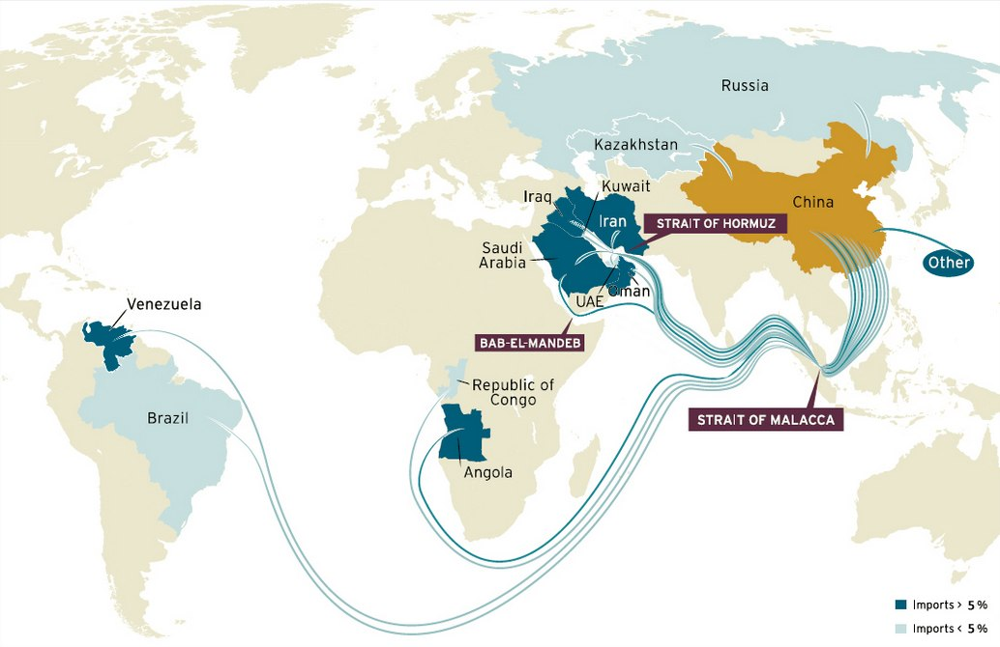 Russia
Kazakhstan
Kuwait
Iraq
Iran
STRAIT OF HORMUZ
China
Saudi
Arabia
Oman
UAE
Other
Venezuela
BAB-EL-MANDEB
Republic of
Congo
Brazil
STRAIT OF MALACCA
Angola
Imports > 5%
Imports < 5%